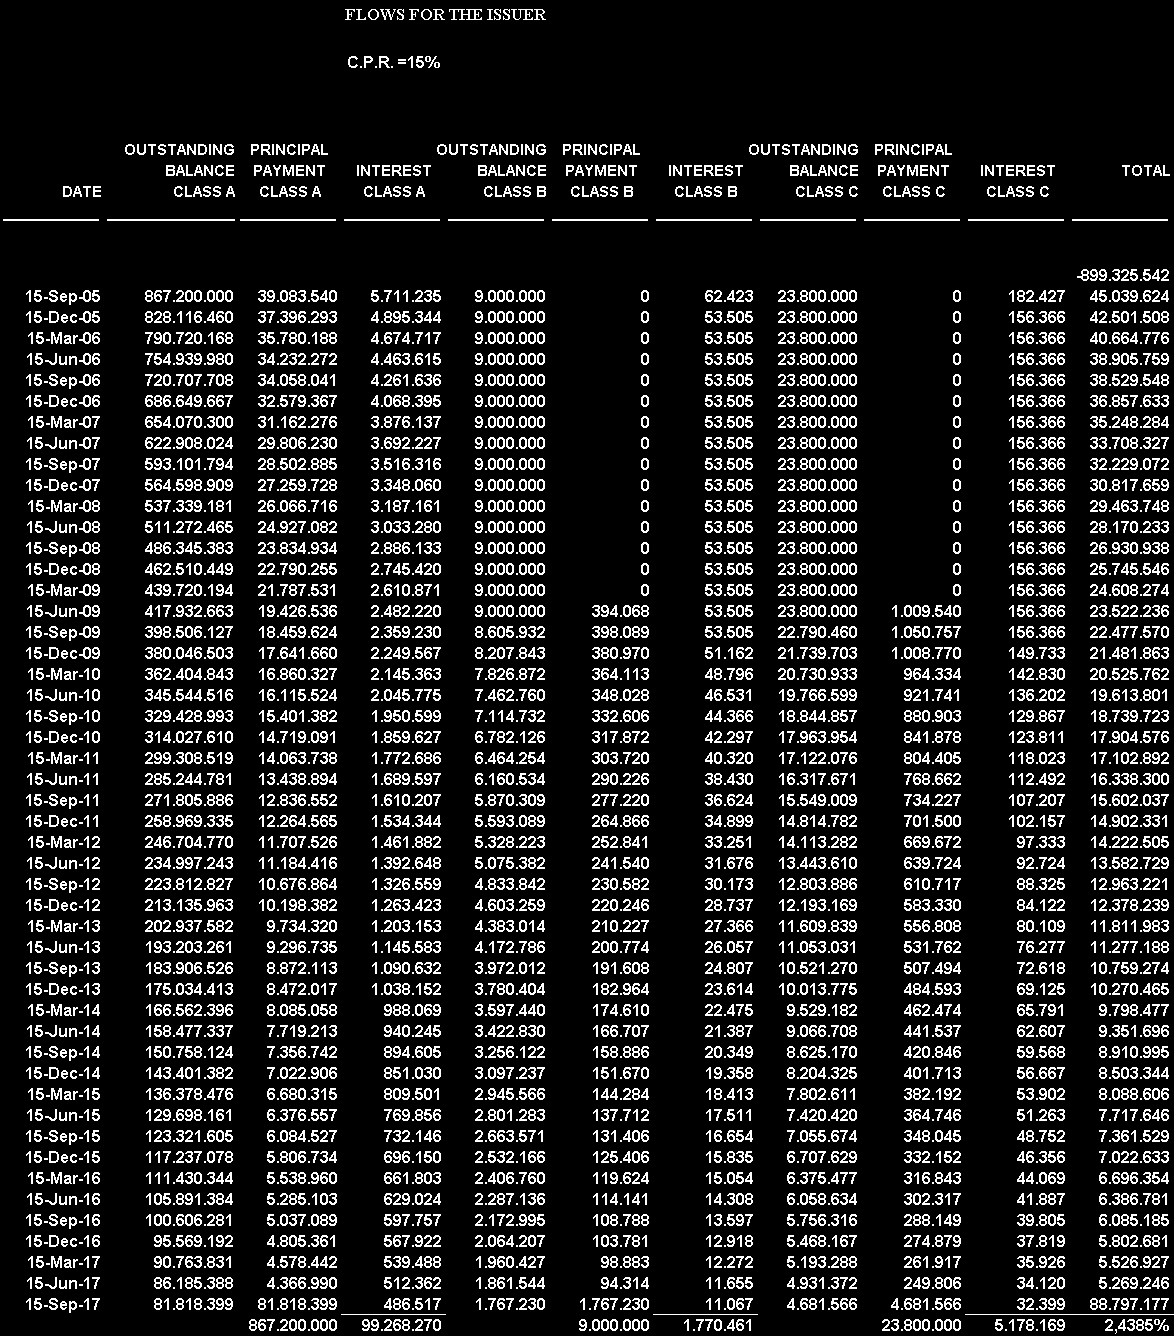 FLOWS FOR THE ISSUER
C.P.R. =15%
OUTSTANDING PRINCIPAL OUTSTANDING PRINCIPAL OUTSTANDING PRINCIPAL
BALANCE PAYMENT INTEREST BALANCE PAYMENT INTEREST BALANCE PAYMENT INTEREST TOTAL
DATE CLASS A CLASS A CLASS A CLASS B CLASS B CLASS B CLASS C CLASS C CLASS C
-899.325.542
15-Sep-05 867.200.000 39.083.540 5.711.235 9.000.000 0 62.423 23.800.000 0 182.427 45.039.624
15-Dec-05 828.116.460 37.396.293 4.895.344 9.000.000 0 53.505 23.800.000 0 156.366 42.501.508
15-Mar-06 790.720.168 35.780.188 4.674.717 9.000.000 0 53.505 23.800.000 0 156.366 40.664.776
15-Jun-06 754.939.980 34.232.272 4.463.615 9.000.000 0 53.505 23.800.000 0 156.366 38.905.759
15-Sep-06 720.707.708 34.058.041 4.261.636 9.000.000 0 53.505 23.800.000 0 156.366 38.529.548
15-Dec-06 686.649.667 32.579.367 4.068.395 9.000.000 0 53.505 23.800.000 0 156.366 36.857.633
15-Mar-07 654.070.300 31.162.276 3.876.137 9.000.000 0 53.505 23.800.000 0 156.366 35.248.284
15-Jun-07 622.908.024 29.806.230 3.692.227 9.000.000 0 53.505 23.800.000 0 156.366 33.708.327
15-Sep-07 593.101.794 28.502.885 3.516.316 9.000.000 0 53.505 23.800.000 0 156.366 32.229.072
15-Dec-07 564.598.909 27.259.728 3.348.060 9.000.000 0 53.505 23.800.000 0 156.366 30.817.659
15-Mar-08 537.339.181 26.066.716 3.187.161 9.000.000 0 53.505 23.800.000 0 156.366 29.463.748
15-Jun-08 511.272.465 24.927.082 3.033.280 9.000.000 0 53.505 23.800.000 0 156.366 28.170.233
15-Sep-08 486.345.383 23.834.934 2.886.133 9.000.000 0 53.505 23.800.000 0 156.366 26.930.938
15-Dec-08 462.510.449 22.790.255 2.745.420 9.000.000 0 53.505 23.800.000 0 156.366 25.745.546
15-Mar-09 439.720.194 21.787.531 2.610.871 9.000.000 0 53.505 23.800.000 0 156.366 24.608.274
15-Jun-09 417.932.663 19.426.536 2.482.220 9.000.000 394.068 53.505 23.800.000 1.009.540 156.366 23.522.236
15-Sep-09 398.506.127 18.459.624 2.359.230 8.605.932 398.089 53.505 22.790.460 1.050.757 156.366 22.477.570
15-Dec-09 380.046.503 17.641.660 2.249.567 8.207.843 380.970 51.162 21.739.703 1.008.770 149.733 21.481.863
15-Mar-10 362.404.843 16.860.327 2.145.363 7.826.872 364.113 48.796 20.730.933 964.334 142.830 20.525.762
15-Jun-10 345.544.516 16.115.524 2.045.775 7.462.760 348.028 46.531 19.766.599 921.741 136.202 19.613.801
15-Sep-10 329.428.993 15.401.382 1.950.599 7.114.732 332.606 44.366 18.844.857 880.903 129.867 18.739.723
15-Dec-10 314.027.610 14.719.091 1.859.627 6.782.126 317.872 42.297 17.963.954 841.878 123.811 17.904.576
15-Mar-11 299.308.519 14.063.738 1.772.686 6.464.254 303.720 40.320 17.122.076 804.405 118.023 17.102.892
15-Jun-11 285.244.781 13.438.894 1.689.597 6.160.534 290.226 38.430 16.317.671 768.662 112.492 16.338.300
15-Sep-11 271.805.886 12.836.552 1.610.207 5.870.309 277.220 36.624 15.549.009 734.227 107.207 15.602.037
15-Dec-11 258.969.335 12.264.565 1.534.344 5.593.089 264.866 34.899 14.814.782 701.500 102.157 14.902.331
15-Mar-12 246.704.770 11.707.526 1.461.882 5.328.223 252.841 33.251 14.113.282 669.672 97.333 14.222.505
15-Jun-12 234.997.243 11.184.416 1.392.648 5.075.382 241.540 31.676 13.443.610 639.724 92.724 13.582.729
15-Sep-12 223.812.827 10.676.864 1.326.559 4.833.842 230.582 30.173 12.803.886 610.717 88.325 12.963.221
15-Dec-12 213.135.963 10.198.382 1.263.423 4.603.259 220.246 28.737 12.193.169 583.330 84.122 12.378.239
15-Mar-13 202.937.582 9.734.320 1.203.153 4.383.014 210.227 27.366 11.609.839 556.808 80.109 11.811.983
15-Jun-13 193.203.261 9.296.735 1.145.583 4.172.786 200.774 26.057 11.053.031 531.762 76.277 11.277.188
15-Sep-13 183.906.526 8.872.113 1.090.632 3.972.012 191.608 24.807 10.521.270 507.494 72.618 10.759.274
15-Dec-13 175.034.413 8.472.017 1.038.152 3.780.404 182.964 23.614 10.013.775 484.593 69.125 10.270.465
15-Mar-14 166.562.396 8.085.058 988.069 3.597.440 174.610 22.475 9.529.182 462.474 65.791 9.798.477
15-Jun-14 158.477.337 7.719.213 940.245 3.422.830 166.707 21.387 9.066.708 441.537 62.607 9.351.696
15-Sep-14 150.758.124 7.356.742 894.605 3.256.122 158.886 20.349 8.625.170 420.846 59.568 8.910.995
15-Dec-14 143.401.382 7.022.906 851.030 3.097.237 151.670 19.358 8.204.325 401.713 56.667 8.503.344
15-Mar-15 136.378.476 6.680.315 809.501 2.945.566 144.284 18.413 7.802.611 382.192 53.902 8.088.606
15-Jun-15 129.698.161 6.376.557 769.856 2.801.283 137.712 17.511 7.420.420 364.746 51.263 7.717.646
15-Sep-15 123.321.605 6.084.527 732.146 2.663.571 131.406 16.654 7.055.674 348.045 48.752 7.361.529
15-Dec-15 117.237.078 5.806.734 696.150 2.532.166 125.406 15.835 6.707.629 332.152 46.356 7.022.633
15-Mar-16 111.430.344 5.538.960 661.803 2.406.760 119.624 15.054 6.375.477 316.843 44.069 6.696.354
15-Jun-16 105.891.384 5.285.103 629.024 2.287.136 114.141 14.308 6.058.634 302.317 41.887 6.386.781
15-Sep-16 100.606.281 5.037.089 597.757 2.172.995 108.788 13.597 5.756.316 288.149 39.805 6.085.185
15-Dec-16 95.569.192 4.805.361 567.922 2.064.207 103.781 12.918 5.468.167 274.879 37.819 5.802.681
15-Mar-17 90.763.831 4.578.442 539.488 1.960.427 98.883 12.272 5.193.288 261.917 35.926 5.526.927
15-Jun-17 86.185.388 4.366.990 512.362 1.861.544 94.314 11.655 4.931.372 249.806 34.120 5.269.246
15-Sep-17 81.818.399 81.818.399 486.517 1.767.230 1.767.230 11.067 4.681.566 4.681.566 32.399 88.797.177
867.200.000 99.268.270 9.000.000 1.770.461 23.800.000 5.178.169 2,4385%